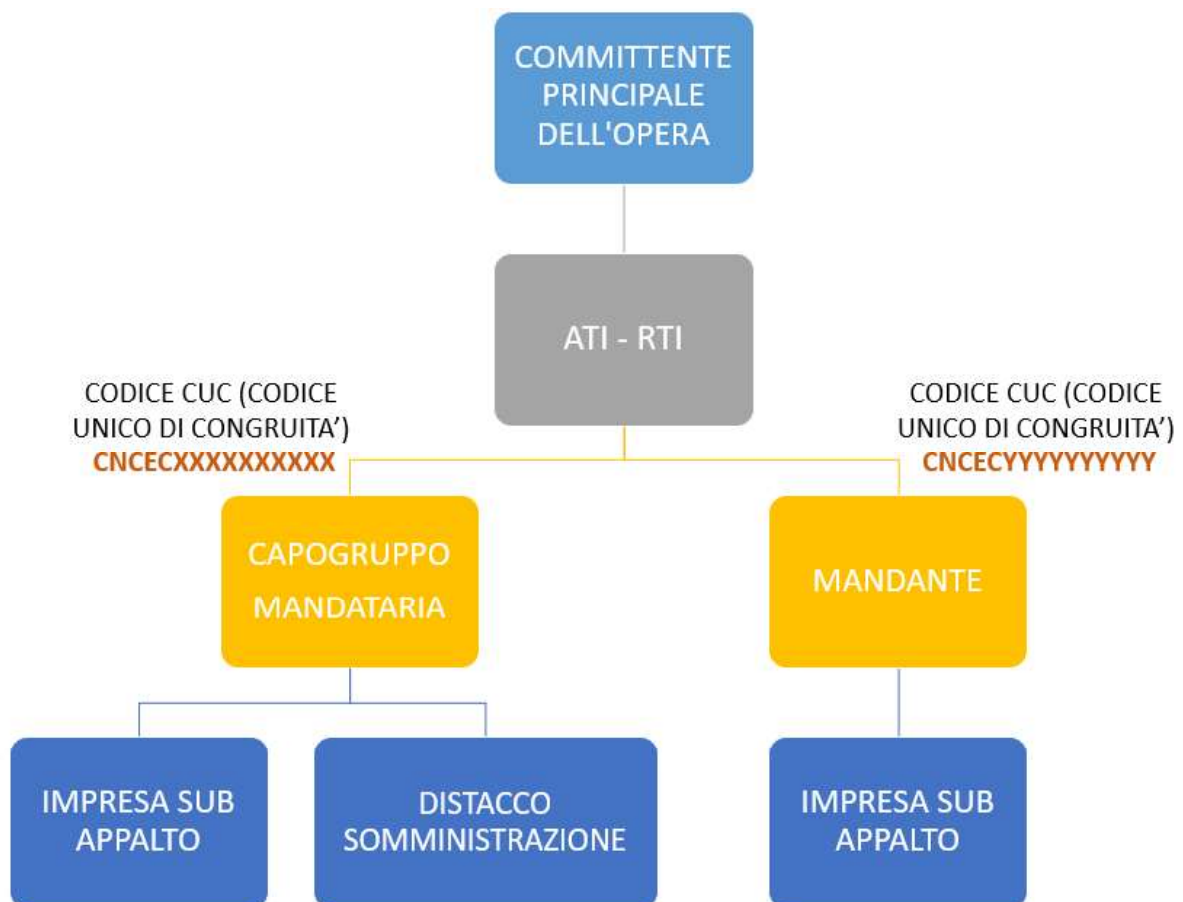 COMMITTENTE
PRINCIPALE
DELL'OPERA
ATI - RTI
CODICE CUC (CODICE
UNICO DI CONGRUITA’)
CNCECXXXXXXXXXX
CODICE CUC (CODICE
UNICO DI CONGRUITA’)
CNCECYYYYYYYYYY
CAPOGRUPPO
MANDATARIA
MANDANTE
IMPRESA SUB
APPALTO
DISTACCO
SOMMINISTRAZIONE
IMPRESA SUB
APPALTO